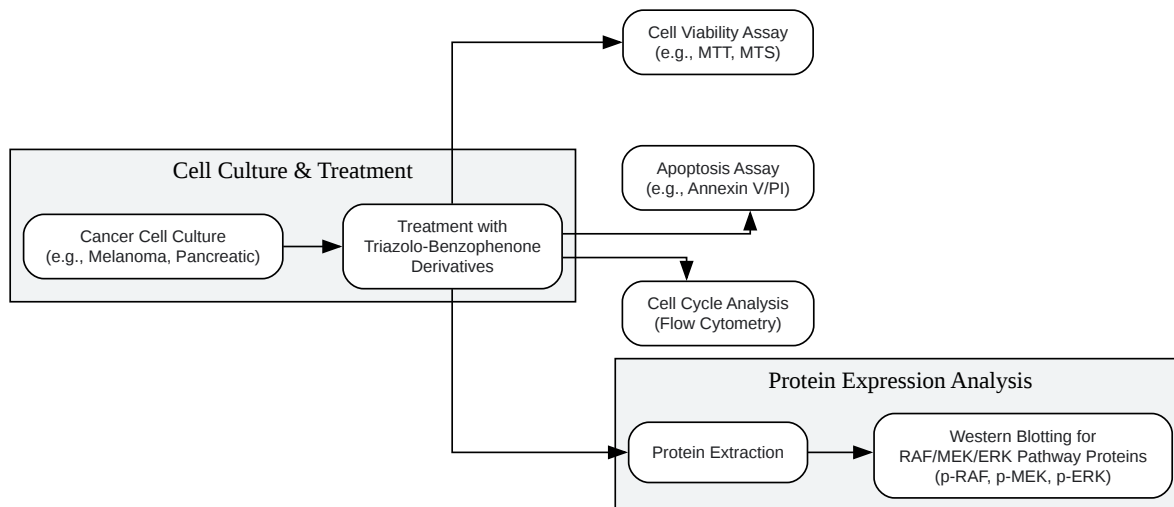 Cell Viability Assay
(e.g., MTT, MTS)
Cell Culture & Treatment
Cancer Cell Culture
(e.g., Melanoma, Pancreatic)
Treatment with
Triazolo-Benzophenone
Derivatives
Apoptosis Assay
(e.g., Annexin V/PI)
Cell Cycle Analysis
(Flow Cytometry)
Protein Expression Analysis
Protein Extraction
Western Blotting for
RAF/MEK/ERK Pathway Proteins
(p-RAF, p-MEK, p-ERK)